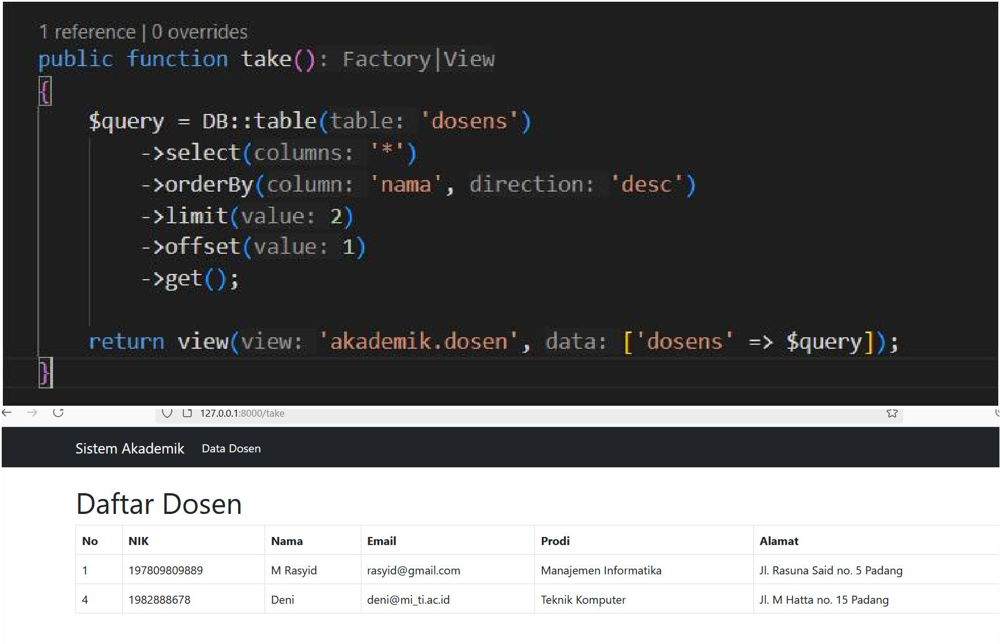 1 reference | 0 overrides
public function take(): Factory|View
{
$query = DB::table(table: 'dosens')
->select(columns: '*')
->orderBy(column: 'nama', direction: 'desc')
->limit(value: 2)
->offset(value: 1)
->get();
return view(view: 'akademik.dosen', data: ['dosens' => $query]);
}
127.0.0.1:8000/take
Sistem Akademik Data Dosen
Daftar Dosen
No NIK Nama Email Prodi Alamat
1 197809809889 M Rasyid rasyid@gmail.com Manajemen Informatika Jl. Rasuna Said no. 5 Padang
4 1982888678 Deni deni@mi_ti.ac.id Teknik Komputer Jl. M Hatta no. 15 Padang